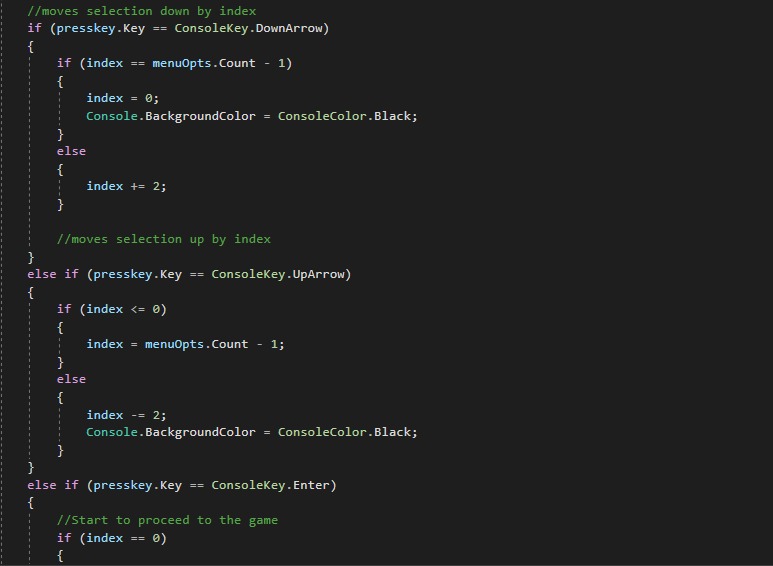 //moves selection down by index
if (presskey.Key == ConsoleKey.DownArrow)
{
if (index == menuOpts.Count - 1)
{
index = 0;
Console.BackgroundColor = ConsoleColor.Black;
}
else
{
index += 2;
}
//moves selection up by index
}
else if (presskey.Key == ConsoleKey.UpArrow)
{
if (index <= 0)
{
index = menuOpts.Count - 1;
}
else
{
index -= 2;
Console.BackgroundColor = ConsoleColor.Black;
}
}
else if (presskey.Key == ConsoleKey.Enter)
{
//Start to proceed to the game
if (index == 0)
{